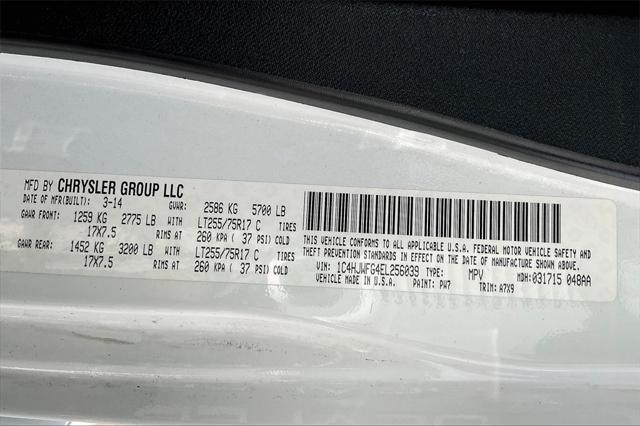 MFD BY CHRYSLER GROUP LLC
DATE OF MFR(BUILT): 3-14 GVWR: 2586 KG 5700 LB
GAWR FRONT: 1259 KG 2775 LB WITH LT255/75R17 C TIRES
17X7.5 RIMS AT 260 KPA ( 37 PSI) COLD
GAWR REAR: 1452 KG 3200 LB WITH LT255/75R17 C TIRES
17X7.5 RIMS AT 260 KPA ( 37 PSI) COLD
THIS VEHICLE CONFORMS TO ALL APPLICABLE U.S.A. FEDERAL MOTOR VEHICLE SAFETY AND
THEFT PREVENTION STANDARDS IN EFFECT ON THE DATE OF MANUFACTURE SHOWN ABOVE.
VIN: 1C4HJWFG4EL256039 TYPE: MPV MDH: 031715 048AA
VEHICLE MADE IN U.S.A. PAINT: PW7 TRIM: A7X9